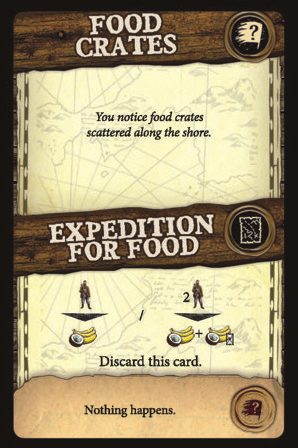 FOOD
CRATES
?
You notice food crates
scattered along the shore.
EXPEDITION
FOR FOOD
/ 2
+
Discard this card.
Nothing happens.
?